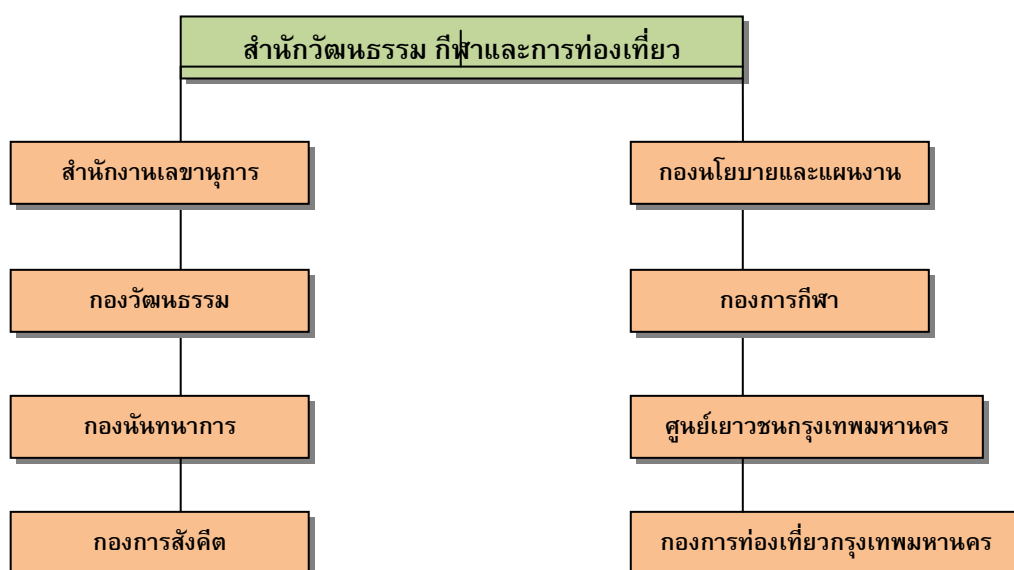 สำนักวัฒนธรรม กีฬาและการท่องเที่ยว
สำนักงานเลขานุการ
กองนโยบายและแผนงาน
กองวัฒนธรรม
กองการกีฬา
กองนันทนาการ
ศูนย์เยาวชนกรุงเทพมหานคร
กองการสังคีต
กองการท่องเที่ยวกรุงเทพมหานคร